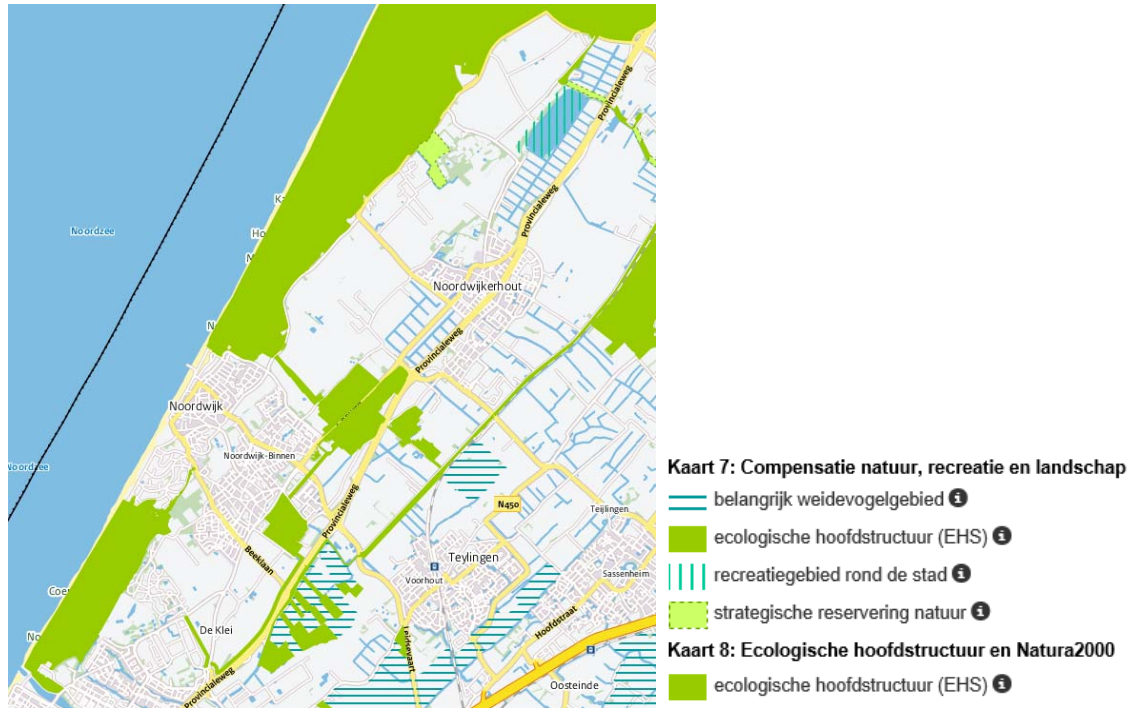 Provincialeweg
Noordzee
Provincialeweg
Noordwijkerhout
Provincialeweg
Noordwijk
Noordwijk-Binnen
Noordzee
Provincialeweg
N450
Teijlingen
Beeklaan
Teylingen
Voorhout
Sassenheim
De Klei
Hoofdstraat
Leidsevaart
Provincialeweg
Oosteinde
Kaart 7: Compensatie natuur, recreatie en landschap
belangrijk weidevogelgebied
ecologische hoofdstructuur (EHS)
recreatiegebied rond de stad
strategische reservering natuur
Kaart 8: Ecologische hoofdstructuur en Natura2000
ecologische hoofdstructuur (EHS)